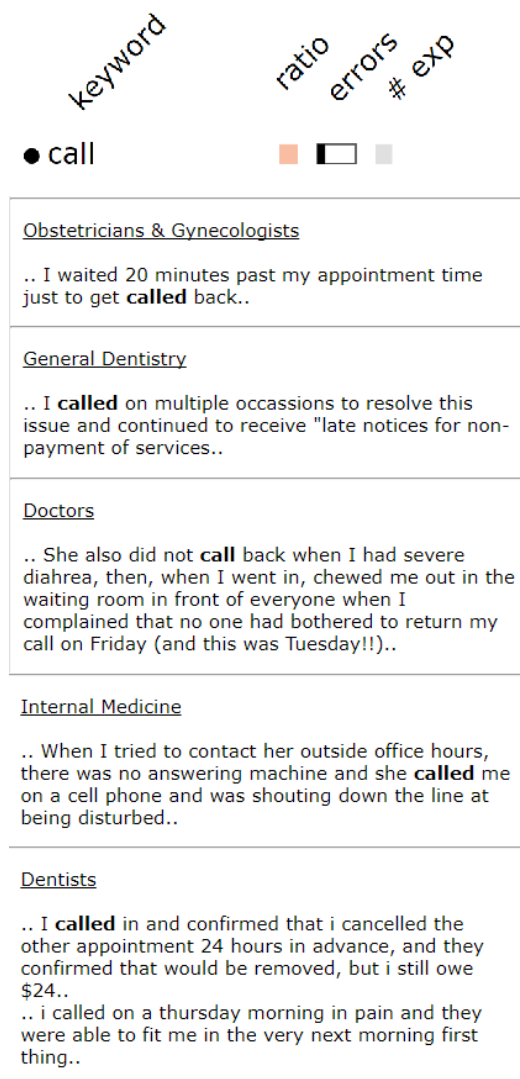 keyword
ratio
errors
# exp
call
Obstetricians & Gynecologists
.. I waited 20 minutes past my appointment time
just to get called back..
General Dentistry
.. I called on multiple occassions to resolve this
issue and continued to receive "late notices for non-
payment of services..
Doctors
.. She also did not call back when I had severe
diahrea, then, when I went in, chewed me out in the
waiting room in front of everyone when I
complained that no one had bothered to return my
call on Friday (and this was Tuesday!!)..
Internal Medicine
.. When I tried to contact her outside office hours,
there was no answering machine and she called me
on a cell phone and was shouting down the line at
being disturbed..
Dentists
.. I called in and confirmed that i cancelled the
other appointment 24 hours in advance, and they
confirmed that would be removed, but i still owe
$24..
.. i called on a thursday morning in pain and they
were able to fit me in the very next morning first
thing..